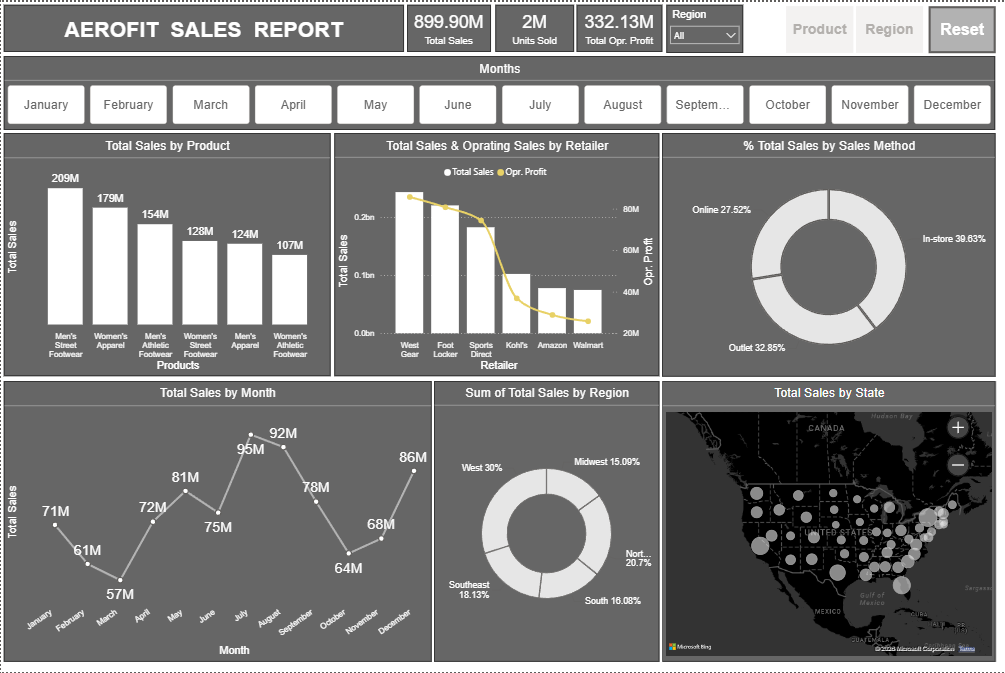 AEROFIT SALES REPORT
899.90M
Total Sales
2M
Units Sold
332.13M
Total Opr. Profit
Region
All
Product
Region
Reset
Months
January
February
March
April
May
June
July
August
Septem...
October
November
December
Total Sales by Product
209M
179M
154M
128M
124M
107M
Total Sales
Men's Street Footwear
Women's Apparel
Men's Athletic Footwear
Women's Street Footwear
Men's Apparel
Women's Athletic Footwear
Products
Total Sales & Oprating Sales by Retailer
Total Sales
Opr. Profit
0.2bn
0.1bn
0.0bn
Total Sales
80M
60M
40M
20M
Opr. Profit
West Gear
Foot Locker
Sports Direct
Kohl's
Amazon
Walmart
Retailer
% Total Sales by Sales Method
Online 27.52%
In-store 39.63%
Outlet 32.85%
Total Sales by Month
Total Sales
71M
61M
57M
72M
81M
75M
95M
92M
78M
64M
68M
86M
January
February
March
April
May
June
July
August
September
October
November
December
Month
Sum of Total Sales by Region
West 30%
Midwest 15.09%
Nort...
20.7%
South 16.08%
Southeast
18.13%
Total Sales by State
Hudson Bay
CANADA
UNITED STATES
MEXICO
Gulf of
Mexico
CUBA
GUATEMALA
+
−
Microsoft Bing
© 2025 Microsoft Corporation
Terms